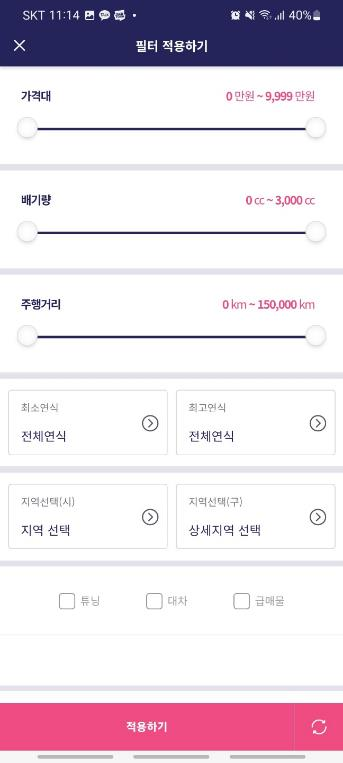 SKT 11:14
40%
필터 적용하기
가격대 0 만원 ~ 9,999 만원
배기량 0 cc ~ 3,000 cc
주행거리 0 km ~ 150,000 km
최소연식 최고연식
전체연식 전체연식
지역선택(시) 지역선택(구)
지역 선택 상세지역 선택
튜닝 대차 급매물
적용하기